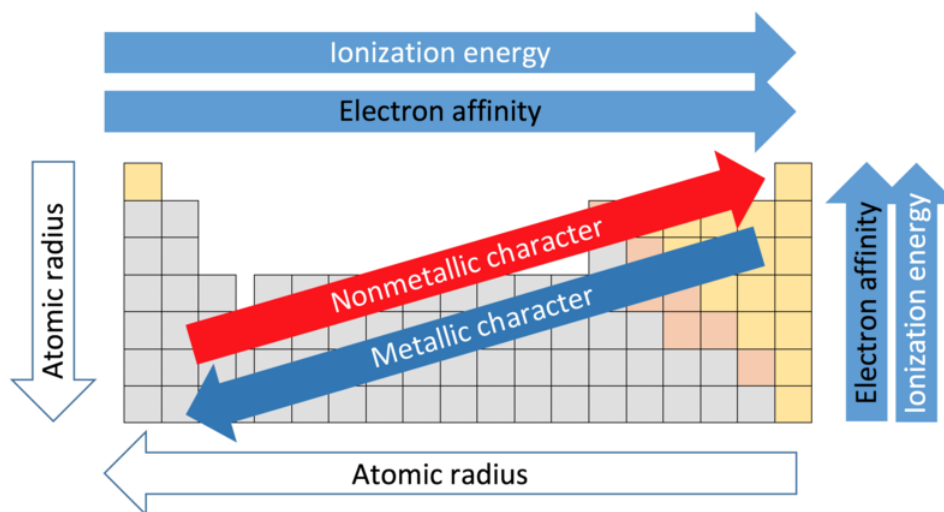 Ionization energy
Electron affinity
Atomic radius
Nonmetallic character
Metallic character
Electron affinity
Ionization energy
Atomic radius